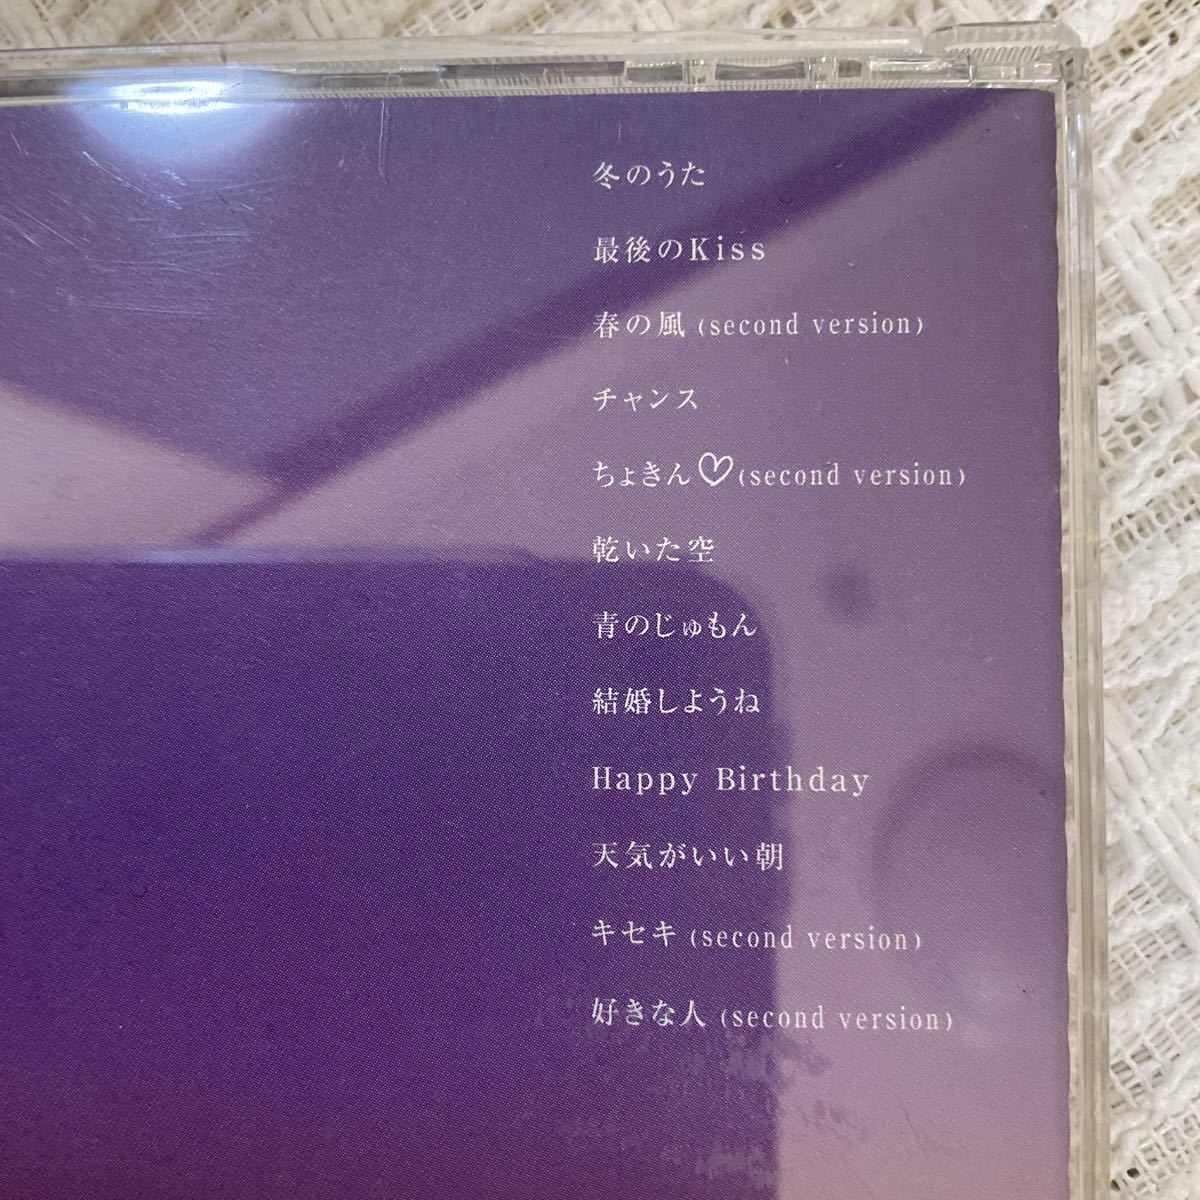 冬のうた
最後のKiss
春の風 (second version)
チャンス
ちょきん♡(second version)
乾いた空
青のじゅもん
結婚しようね
Happy Birthday
天気がいい朝
キセキ (second version)
好きな人 (second version)